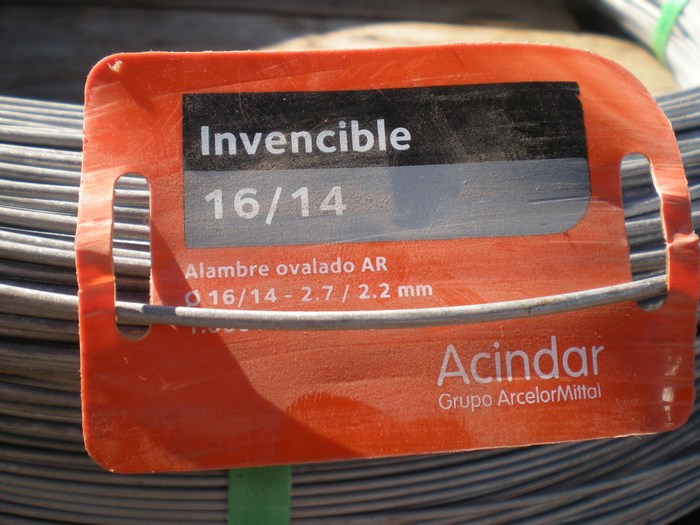 Invencible
16/14
Alambre ovalado AR
Ø 16/14 - 2.7 / 2.2 mm
Acindar
Grupo ArcelorMittal